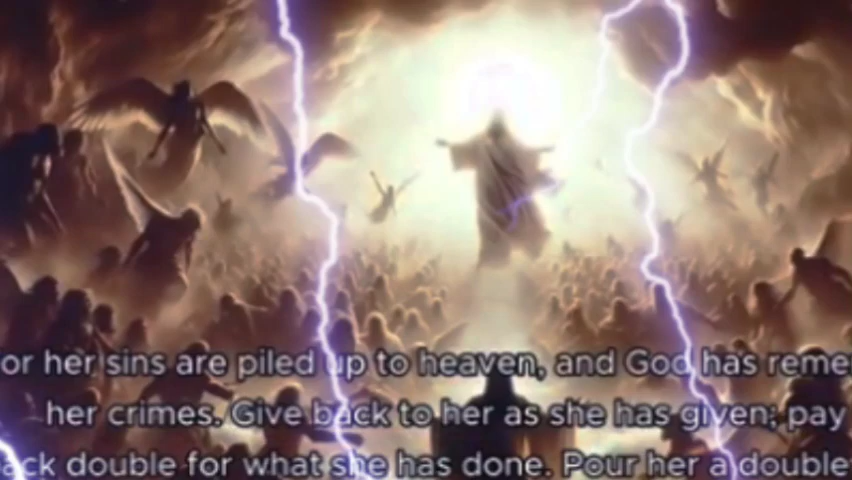 or her sins are piled up to heaven, and God has reme
her crimes. Give back to her as she has given; pay
ack double for what she has done. Pour her a double